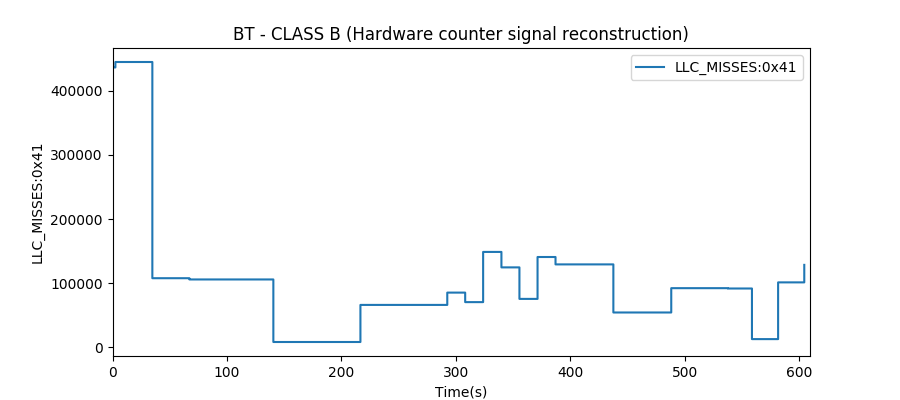 BT - CLASS B (Hardware counter signal reconstruction)
LLC_MISSES:0x41
400000
300000
200000
100000
0
LLC_MISSES:0x41
0 100 200 300 400 500 600
Time(s)